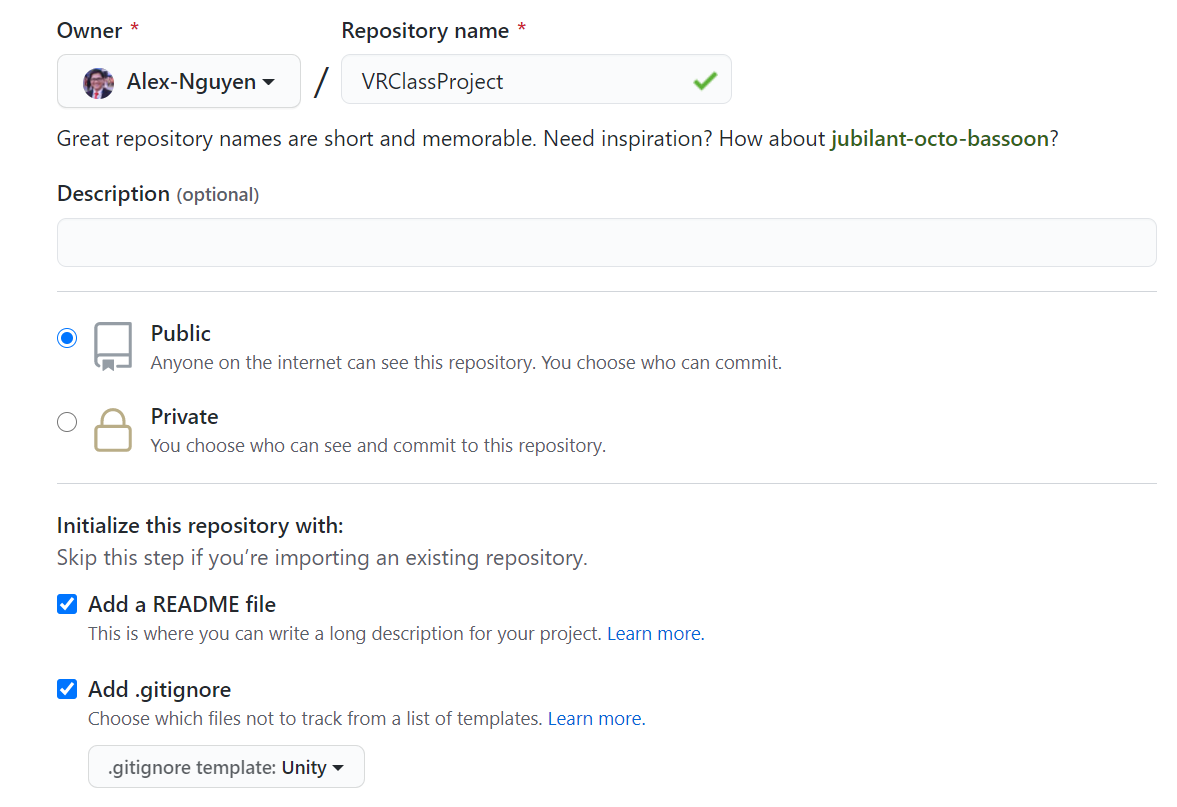 Owner * Repository name *
Alex-Nguyen / VRClassProject
Great repository names are short and memorable. Need inspiration? How about jubilant-octo-bassoon?
Description (optional)
Public
Anyone on the internet can see this repository. You choose who can commit.
Private
You choose who can see and commit to this repository.
Initialize this repository with:
Skip this step if you’re importing an existing repository.
Add a README file
This is where you can write a long description for your project. Learn more.
Add .gitignore
Choose which files not to track from a list of templates. Learn more.
.gitignore template: Unity